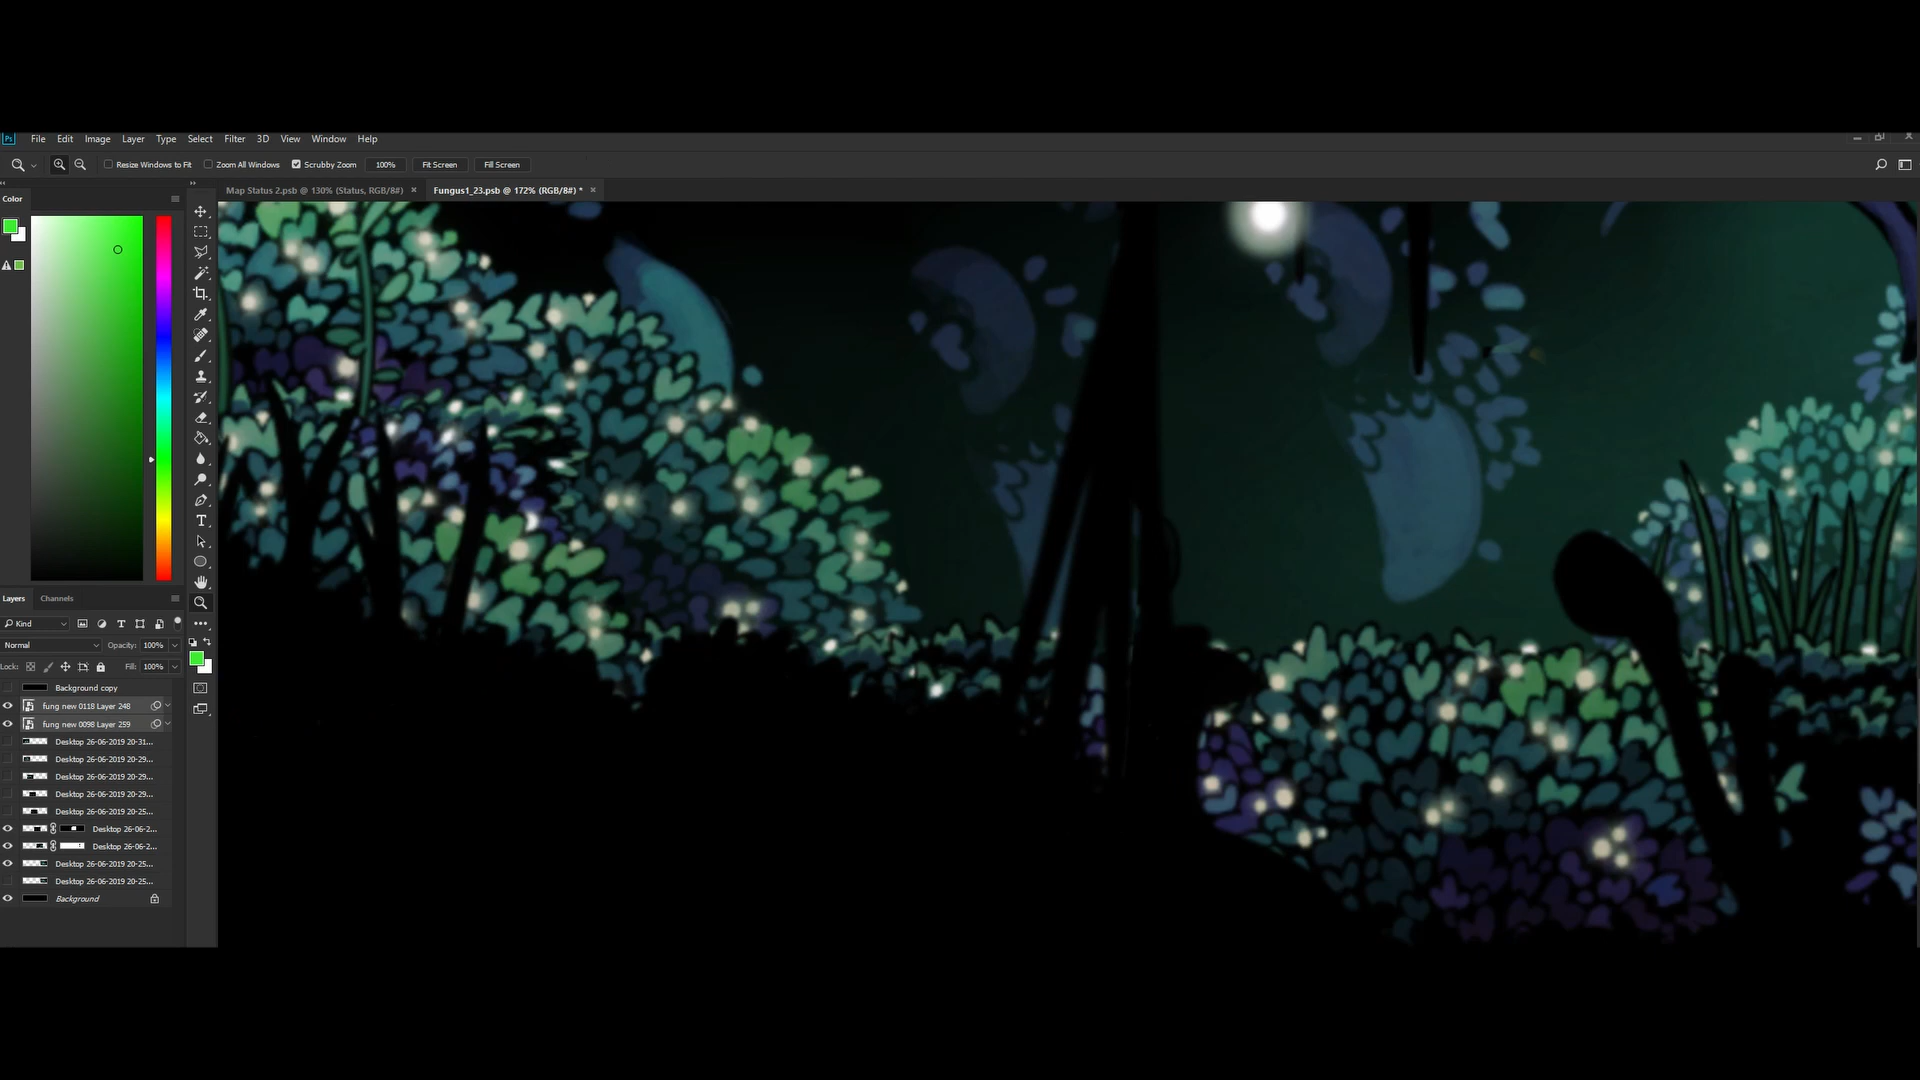 Ps File Edit Image Layer Type Select Filter 3D View Window Help
Resize Windows to Fit Zoom All Windows Scrubby Zoom 100% Fit Screen Fill Screen
Map Status 2.psb @ 130% (Status, RGB/8#) Fungus1_23.psb @ 172% (RGB/8#) *
Color
Layers Channels
Kind
Normal Opacity: 100%
Lock: Fill: 100%
Background copy
fung new 0118 Layer 248
fung new 0098 Layer 259
Desktop 26-06-2019 20-31...
Desktop 26-06-2019 20-29...
Desktop 26-06-2019 20-29...
Desktop 26-06-2019 20-29...
Desktop 26-06-2019 20-25...
Desktop 26-06-2...
Desktop 26-06-2...
Desktop 26-06-2019 20-25...
Desktop 26-06-2019 20-25...
Background